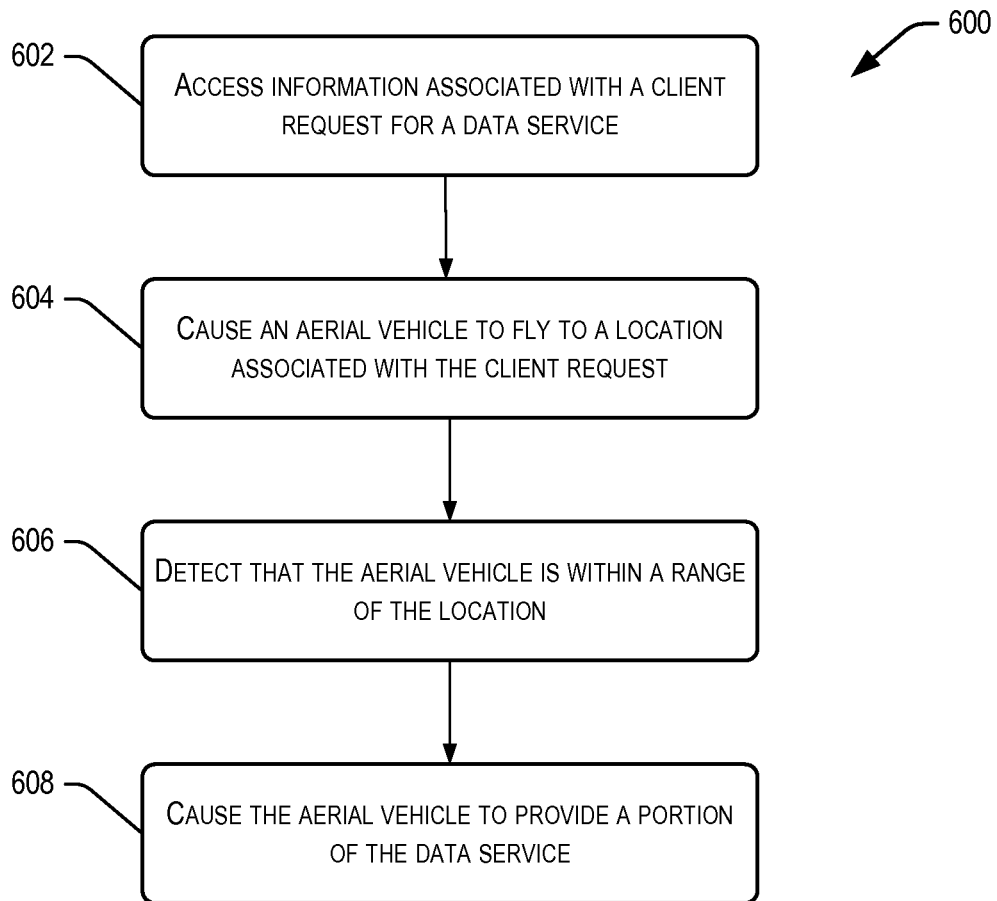 600
602
ACCESS INFORMATION ASSOCIATED WITH A CLIENT
REQUEST FOR A DATA SERVICE
604
CAUSE AN AERIAL VEHICLE TO FLY TO A LOCATION
ASSOCIATED WITH THE CLIENT REQUEST
606
DETECT THAT THE AERIAL VEHICLE IS WITHIN A RANGE
OF THE LOCATION
608
CAUSE THE AERIAL VEHICLE TO PROVIDE A PORTION
OF THE DATA SERVICE